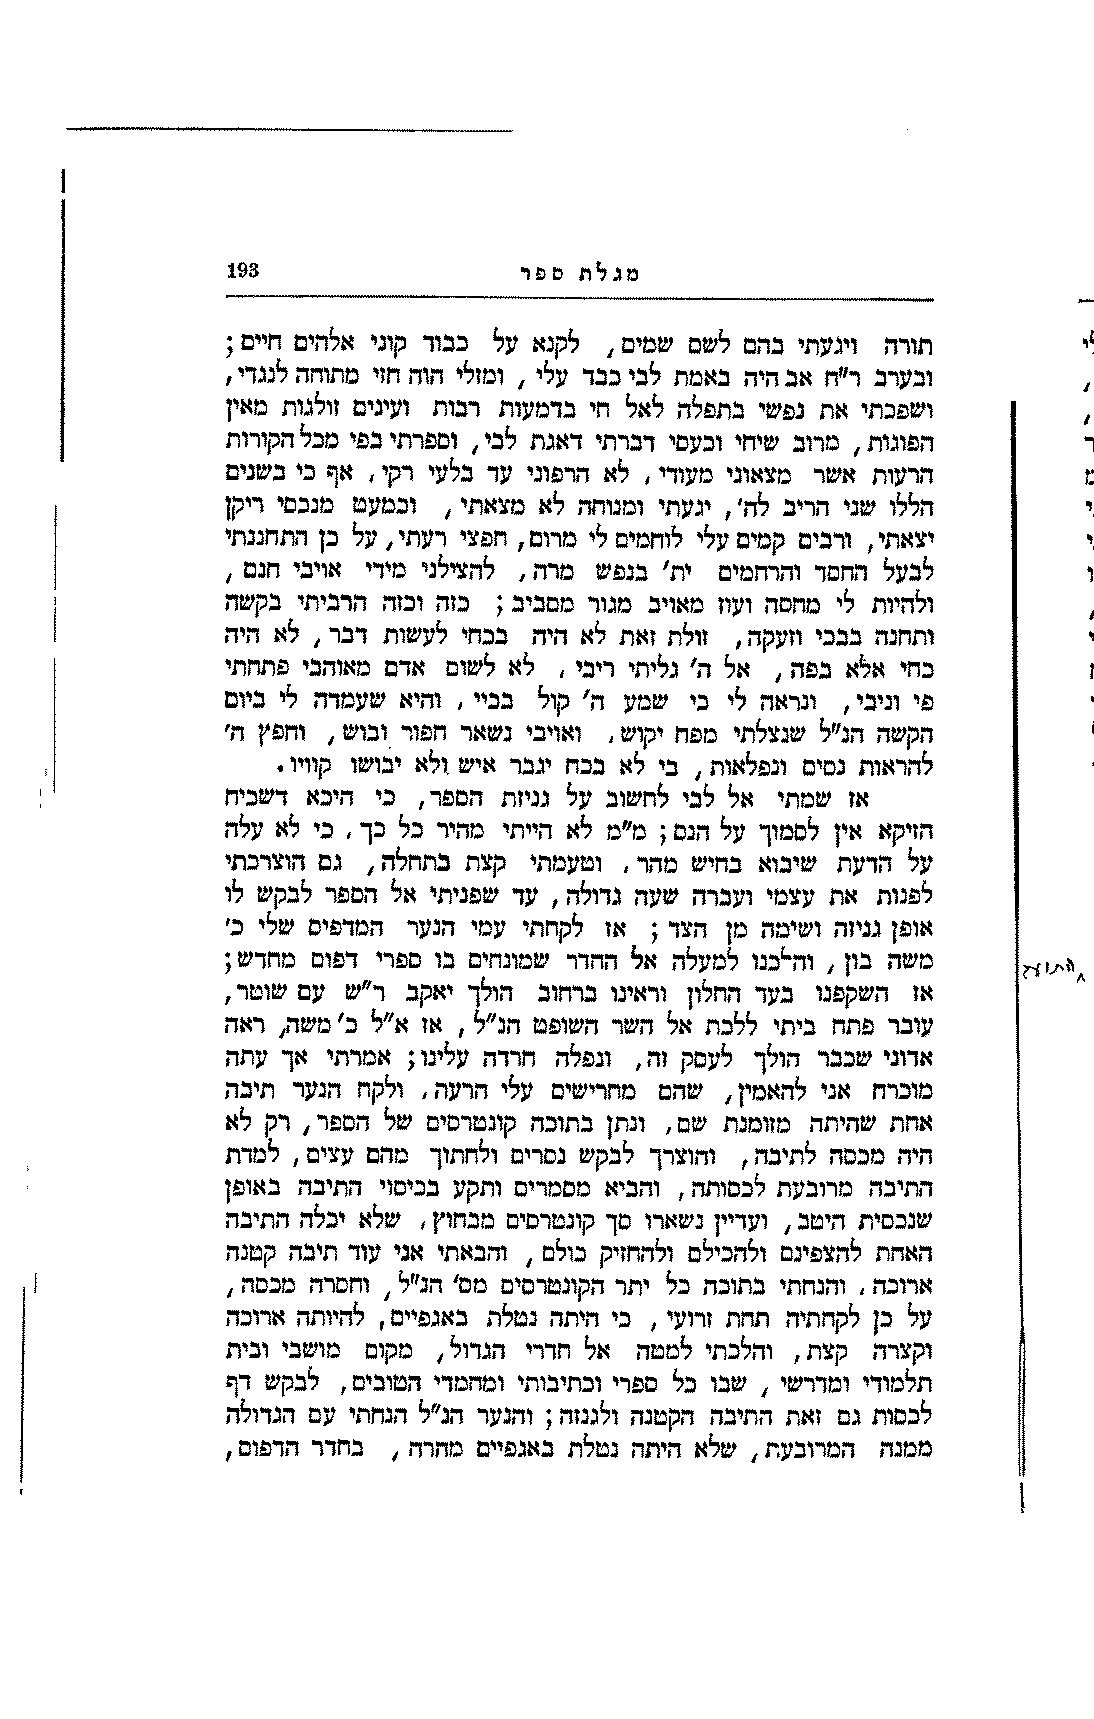 מגלת ספר 193
תורה ויגעתי בהם לשם שמים, לקנא על כבוד קוני אלהים חיים;
ובערב ר"ח אב היה באמת לבי כבד עלי, ומזלי הוה חזי מתוחה לנגדי,
ושפכתי את נפשי בתפלה לאל חי בדמעות רבות ועינים זולגות מאין
הפוגות, מרוב שיחי וכעסי דברתי דאגת לבי, וספרתי בפי מכל הקורות
הרעות אשר מצאוני מעודי, לא הרפוני עד בלעי רקי, אף כי בשנים
הללו שני הריב לה', יגעתי ומנוחה לא מצאתי, וכמעט מנכסי ריקן
יצאתי, ורבים קמים עלי לוחמים לי מרום, חפצי רעתי, על כן התחננתי
לבעל החסד והרחמים ית' בנפש מרה, להצילני מידי אויבי חנם,
ולהיות לי מחסה ועוז מאויב מגור מסביב; כזה וכזה הרביתי בקשה
ותחנה בבכי וזעקה, זולת זאת לא היה בכחי לעשות דבר, לא היה
כחי אלא בפה, אל ה' גליתי ריבי, לא לשום אדם מאוהבי פתחתי
פי וניבי, ונראה לי כי שמע ה' קול בכיי, והיא שעמדה לי ביום
הקשה הנ"ל שנצלתי מפח יקוש, ואויבי נשאר חפור ובוש, וחפץ ה'
להראות נסים ונפלאות, כי לא בכח יגבר איש ולא יבושו קוויו.
אז שמתי אל לבי לחשוב על גניזת הספר, כי היכא דשכיח
הזיקא אין לסמוך על הנס; מ"מ לא הייתי מהיר כל כך, כי לא עלה
על הדעת שיבוא בחיש מהר, וטעמתי קצת בתחלה, גם הוצרכתי
לפנות את עצמי ועברה שעה גדולה, עד שפניתי אל הספר לבקש לו
אופן גניזה ושימה מן הצד; אז לקחתי עמי הנער המדפיס שלי כ'
משה בון, והלכנו למעלה אל החדר שמונחים בו ספרי דפוס מחדש;
אז השקפנו בעד החלון וראינו ברחוב הולך יאקב ר"ש עם שוטר,
עובר פתח ביתי ללכת אל השר השופט הנ"ל, אז א"ל כ' משה, ראה
אדוני שכבר הולך לעסק זה, ונפלה חרדה עלינו; אמרתי אך עתה
מוכרח אני להאמין, שהם מחרישים עלי הרעה, ולקח הנער תיבה
אחת שהיתה מזומנת שם, ונתן בתוכה קונטרסים של הספר, רק לא
היה מכסה לתיבה, והוצרך לבקש נסרים ולחתוך מהם עצים, למדת
התיבה מרובעת לכסותה, והביא מסמרים ותקע בכיסוי התיבה באופן
שנכסית היטב, ועדיין נשארו סך קונטרסים מבחוץ, שלא יכלה התיבה
האחת להצפינם ולהכילם ולהחזיק כולם, והבאתי אני עוד תיבה קטנה
ארוכה, והנחתי בתוכה כל יתר הקונטרסים מס' הנ"ל, וחסרה מכסה,
על כן לקחתיה תחת זרועי, כי היתה נטלת באגפיים, להיותה ארוכה
וקצרה קצת, והלכתי למטה אל חדרי הגדול, מקום מושבי ובית
תלמודי ומדרשי, שבו כל ספרי וכתיבותי ומחמדי הטובים, לבקש דף
לכסות גם זאת התיבה הקטנה ולגנזה; והנער הנ"ל הנחתי עם הגדולה
ממנה המרובעת, שלא היתה נטלת באגפיים מהרה, בחדר הדפוס,